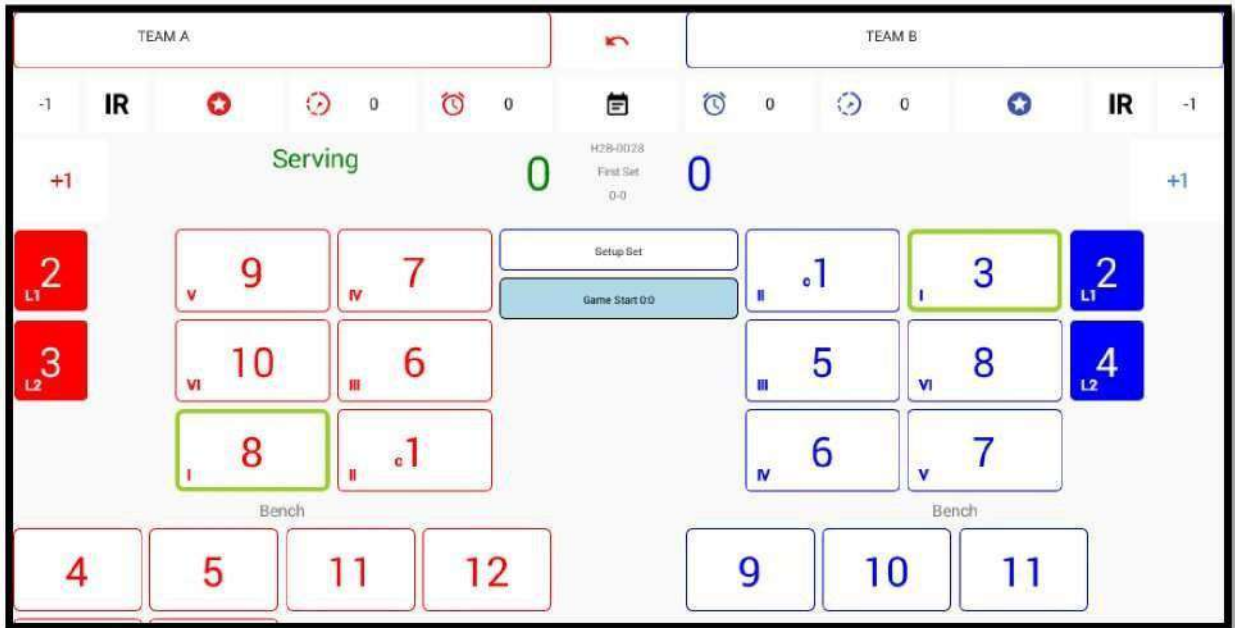 TEAM A TEAM B
-1 IR 0 0 0 0 IR -1
+1 Serving 0 H28-0028 0 +1
First Set
0-0
2 L1 9 V 7 IV Setup Set II c1 I 3 L1 2
Game Start 0:0
3 L2 10 VI 6 III III 5 VI 8 L2 4
8 I c1 II IV 6 V 7
Bench Bench
4 5 11 12 9 10 11